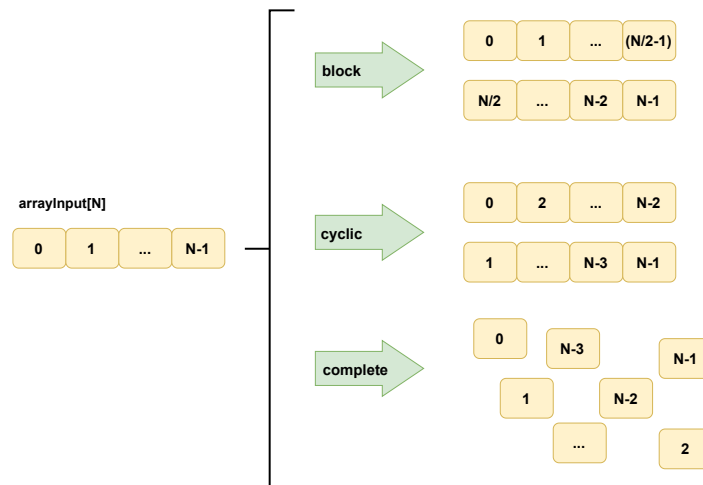 arrayInput[N]
0 1 ... N-1
block
0 1 ... (N/2-1)
N/2 ... N-2 N-1
cyclic
0 2 ... N-2
1 ... N-3 N-1
complete
0 N-3 N-1
1 N-2
... 2